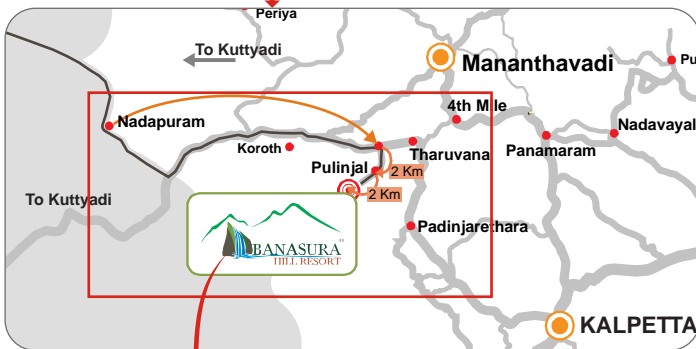 Periya
To Kuttyadi
Mananthavadi
Pu
4th Mile
Nadapuram
Nadavayal
Koroth
Tharuvana
Panamaram
Pulinjal
2 Km
2 Km
To Kuttyadi
Padinjarethara
BANASURA
HILL RESORT
KALPETTA